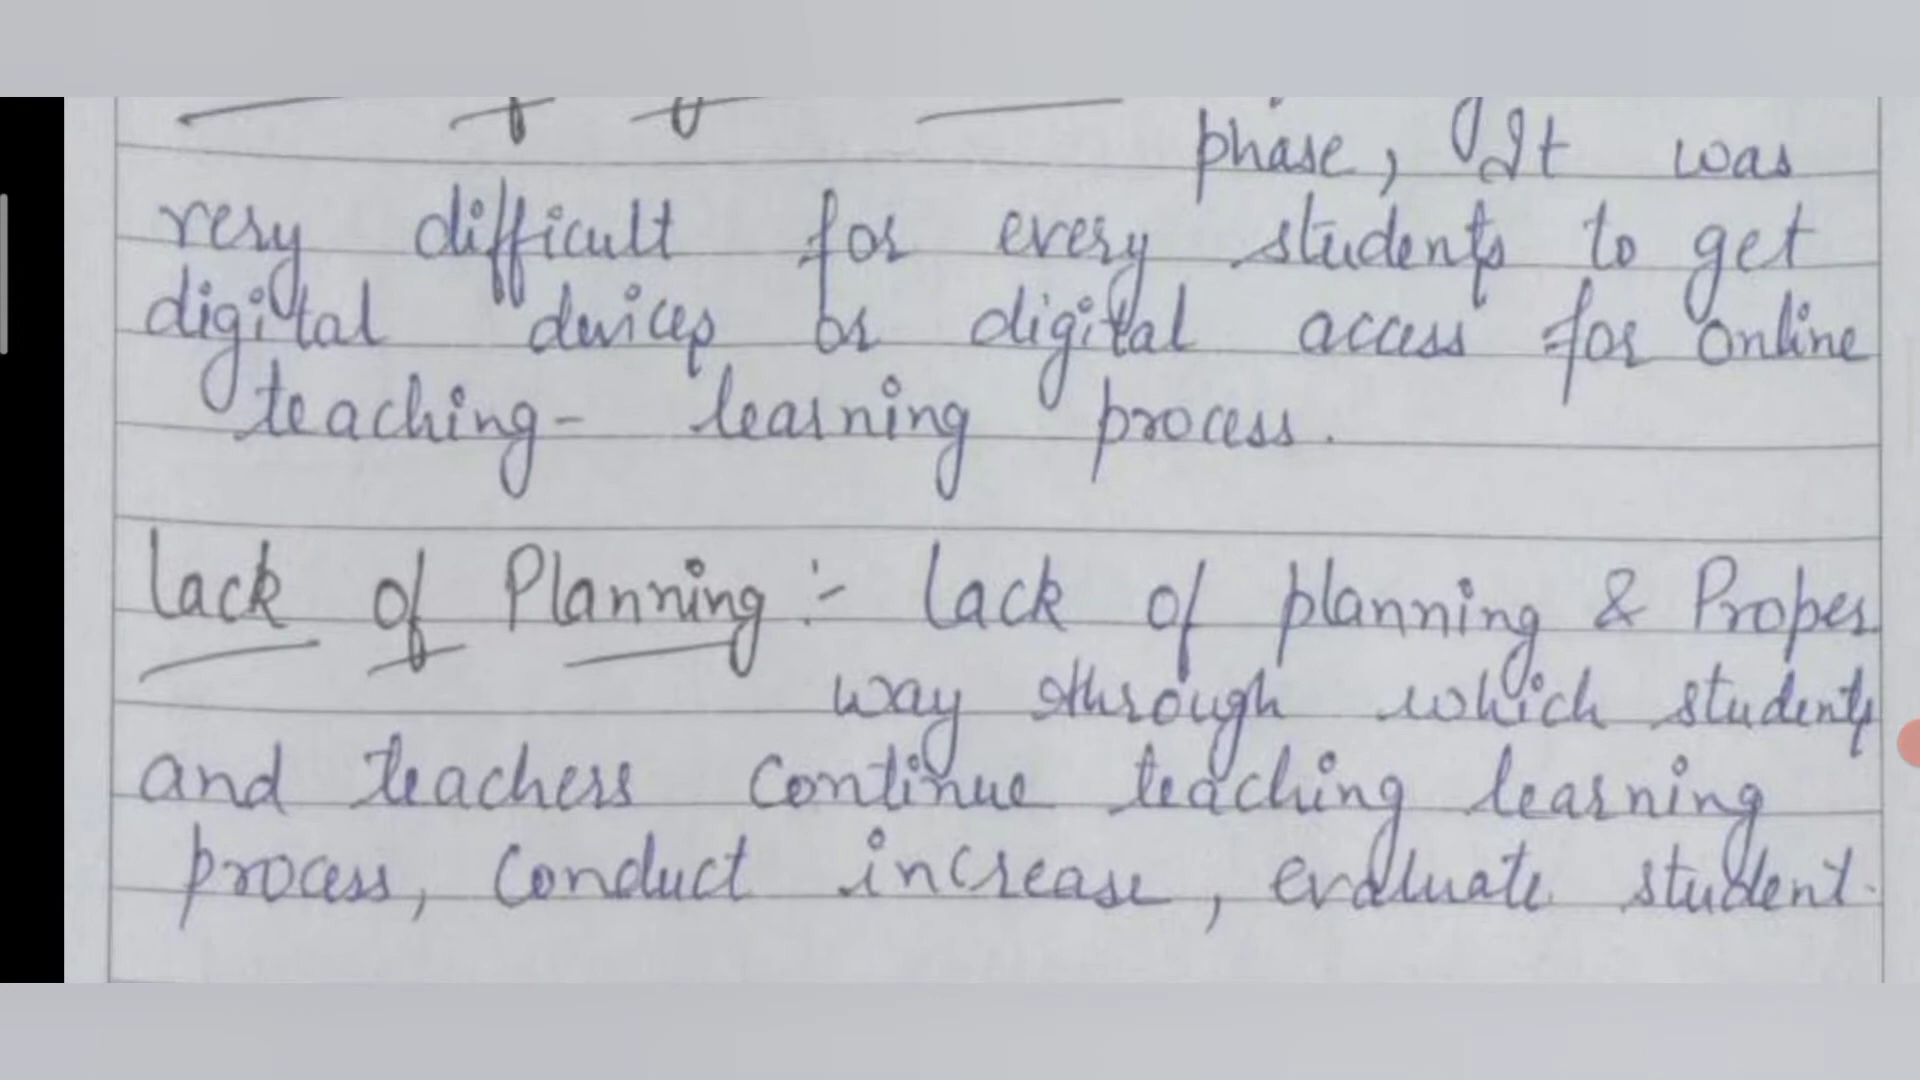 phase, It was
very difficult for every students to get
digital devices or digital access for online
teaching- learning process.
Lack of Planning :- Lack of planning & Proper
way through which students
and teachers continue teaching learning
process, conduct increase, evaluate student.